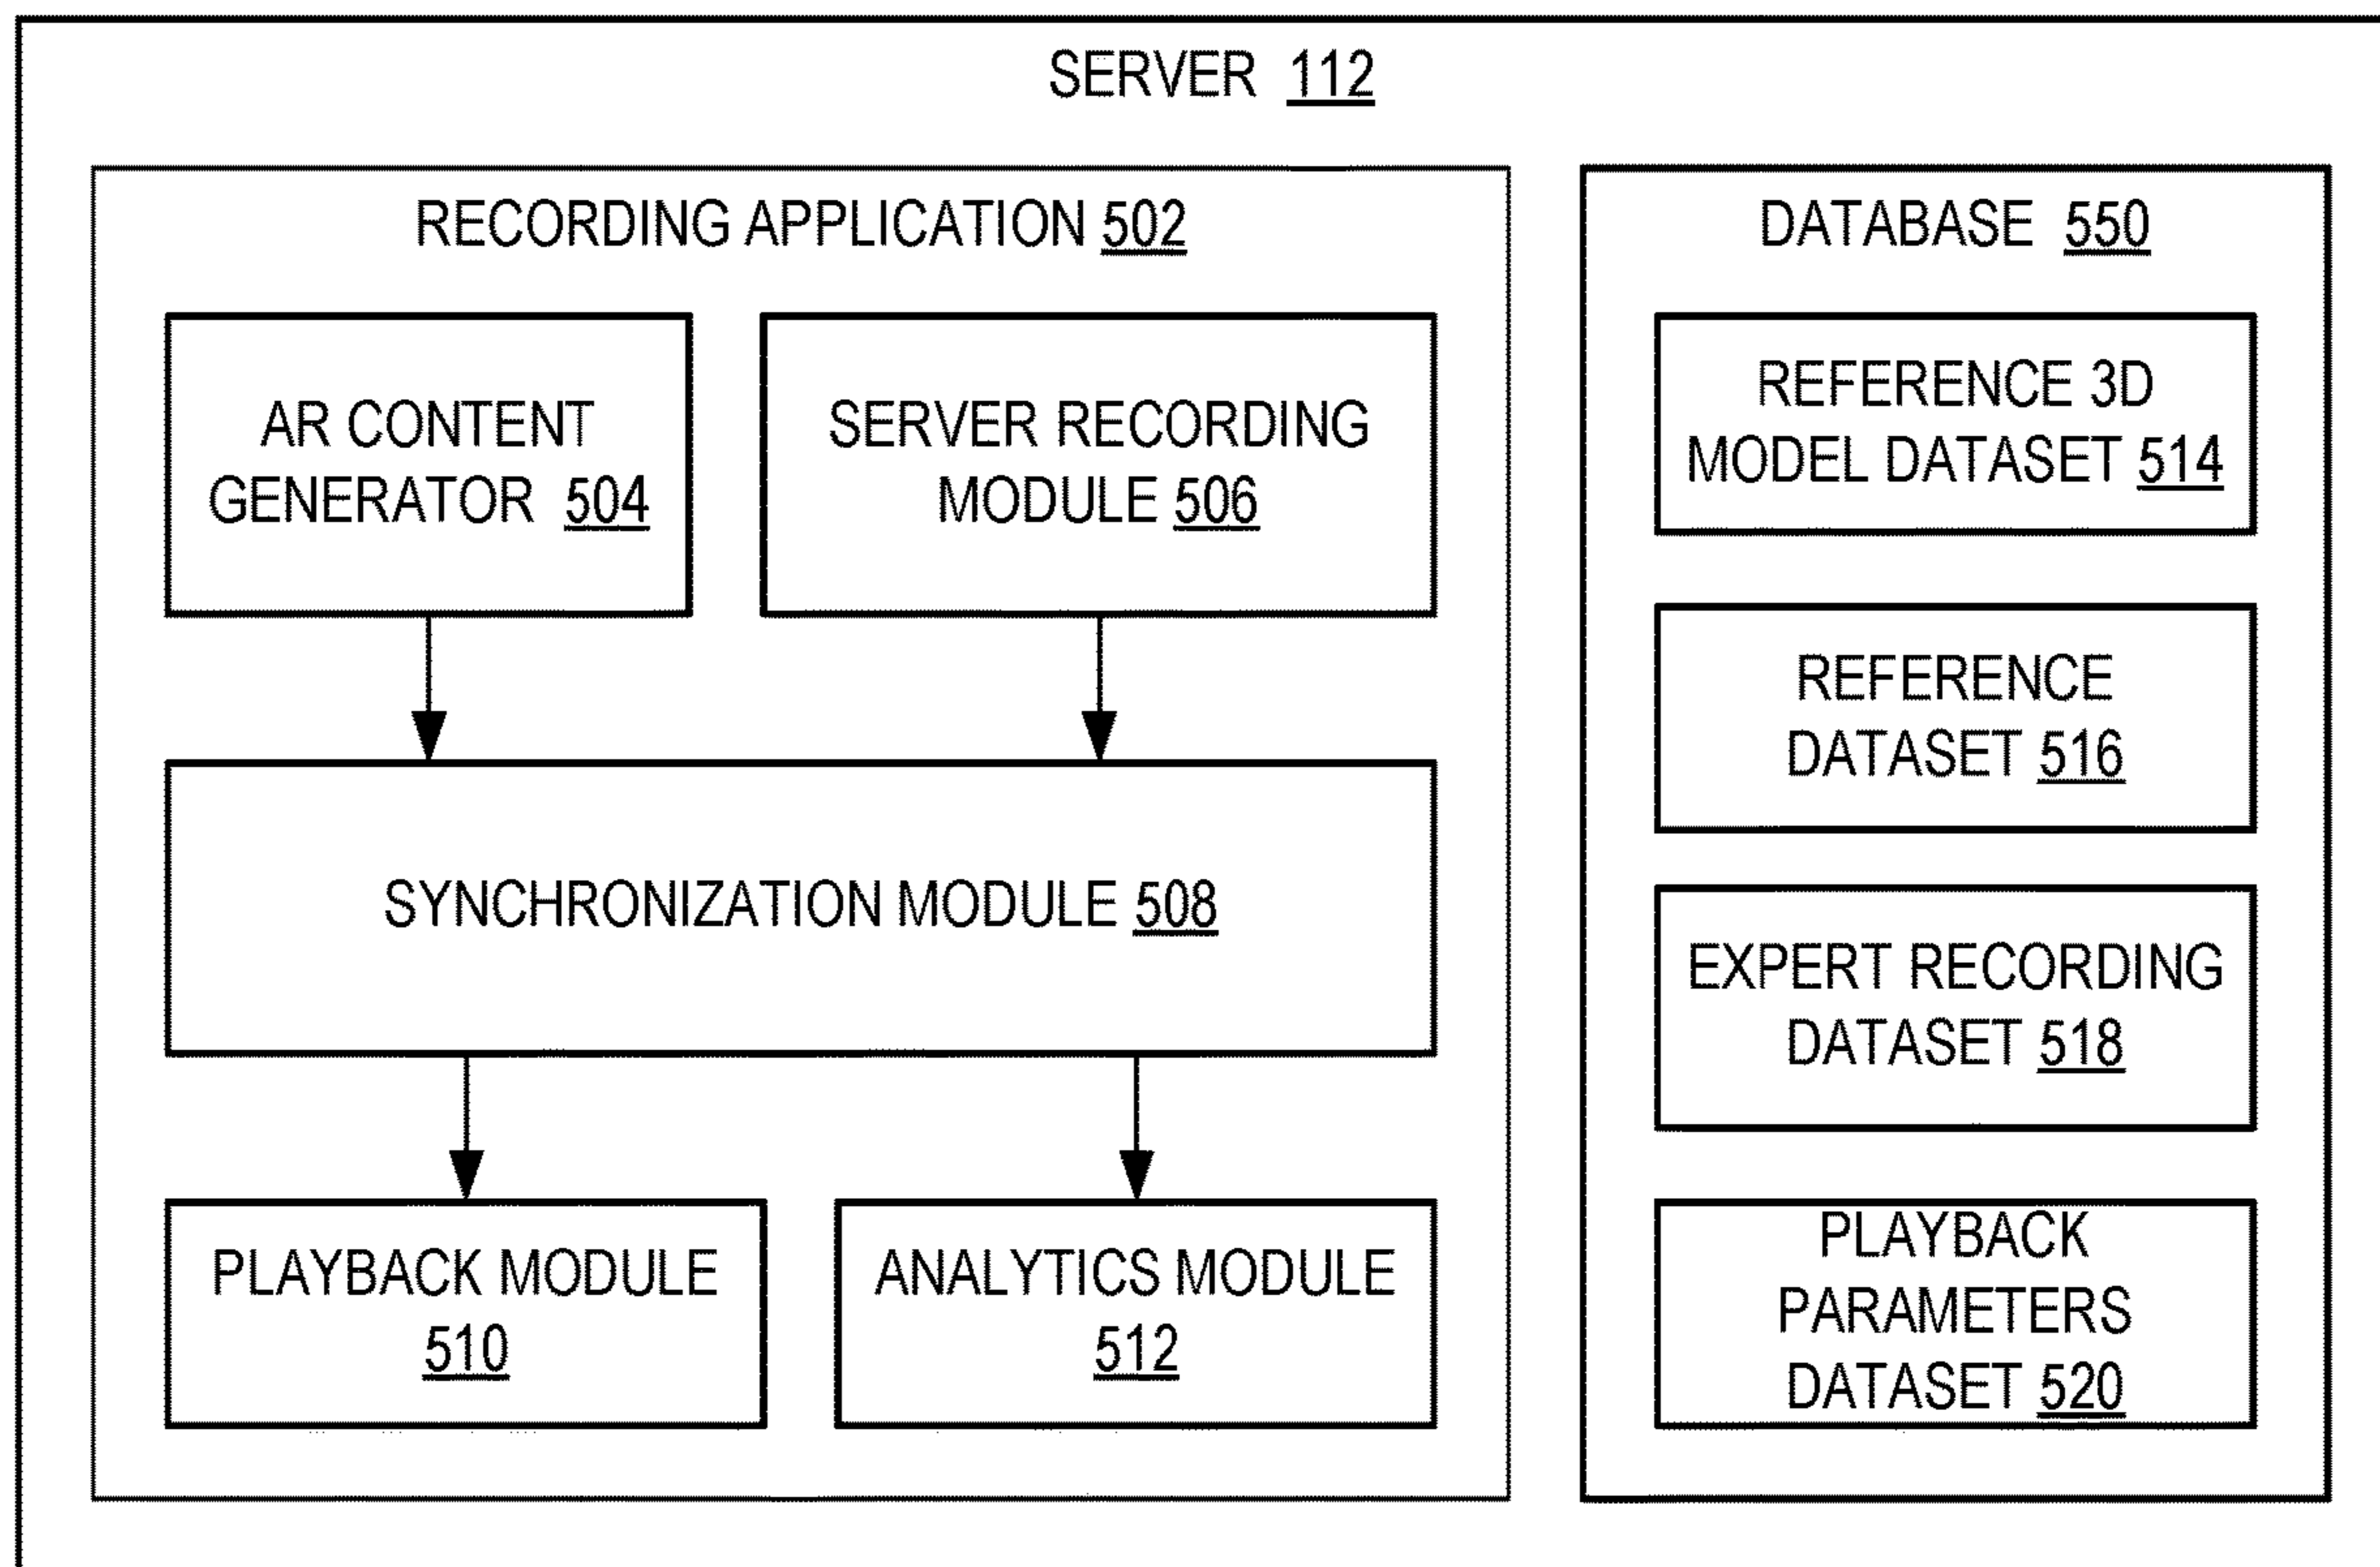 SERVER 112
RECORDING APPLICATION 502
AR CONTENT
GENERATOR 504
SERVER RECORDING
MODULE 506
SYNCHRONIZATION MODULE 508
PLAYBACK MODULE
510
ANALYTICS MODULE
512
DATABASE 550
REFERENCE 3D
MODEL DATASET 514
REFERENCE
DATASET 516
EXPERT RECORDING
DATASET 518
PLAYBACK
PARAMETERS
DATASET 520